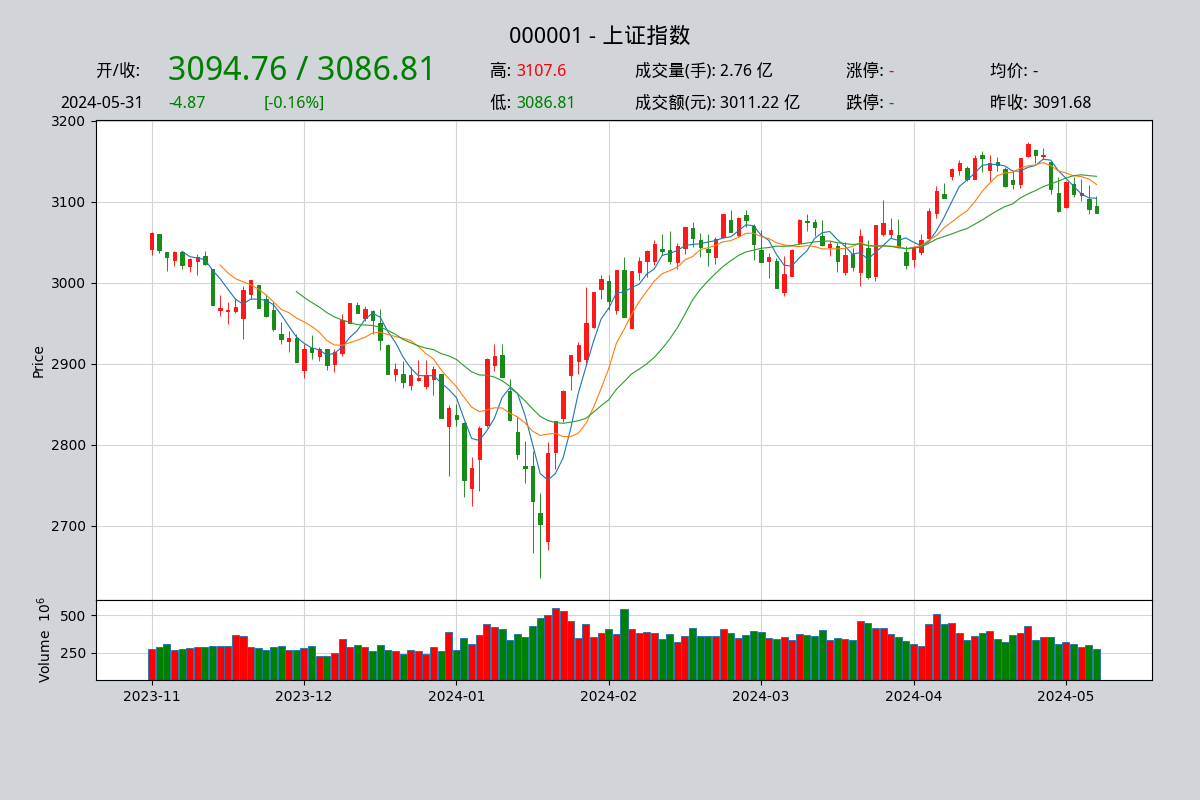 000001 - 上证指数
开/收: 3094.76 / 3086.81 高: 3107.6 成交量(手): 2.76 亿 涨停: - 均价: -
2024-05-31 -4.87 [-0.16%] 低: 3086.81 成交额(元): 3011.22 亿 跌停: - 昨收: 3091.68
3200
3100
3000
2900
2800
2700
Price
500
250
Volume 10⁶
2023-11 2023-12 2024-01 2024-02 2024-03 2024-04 2024-05